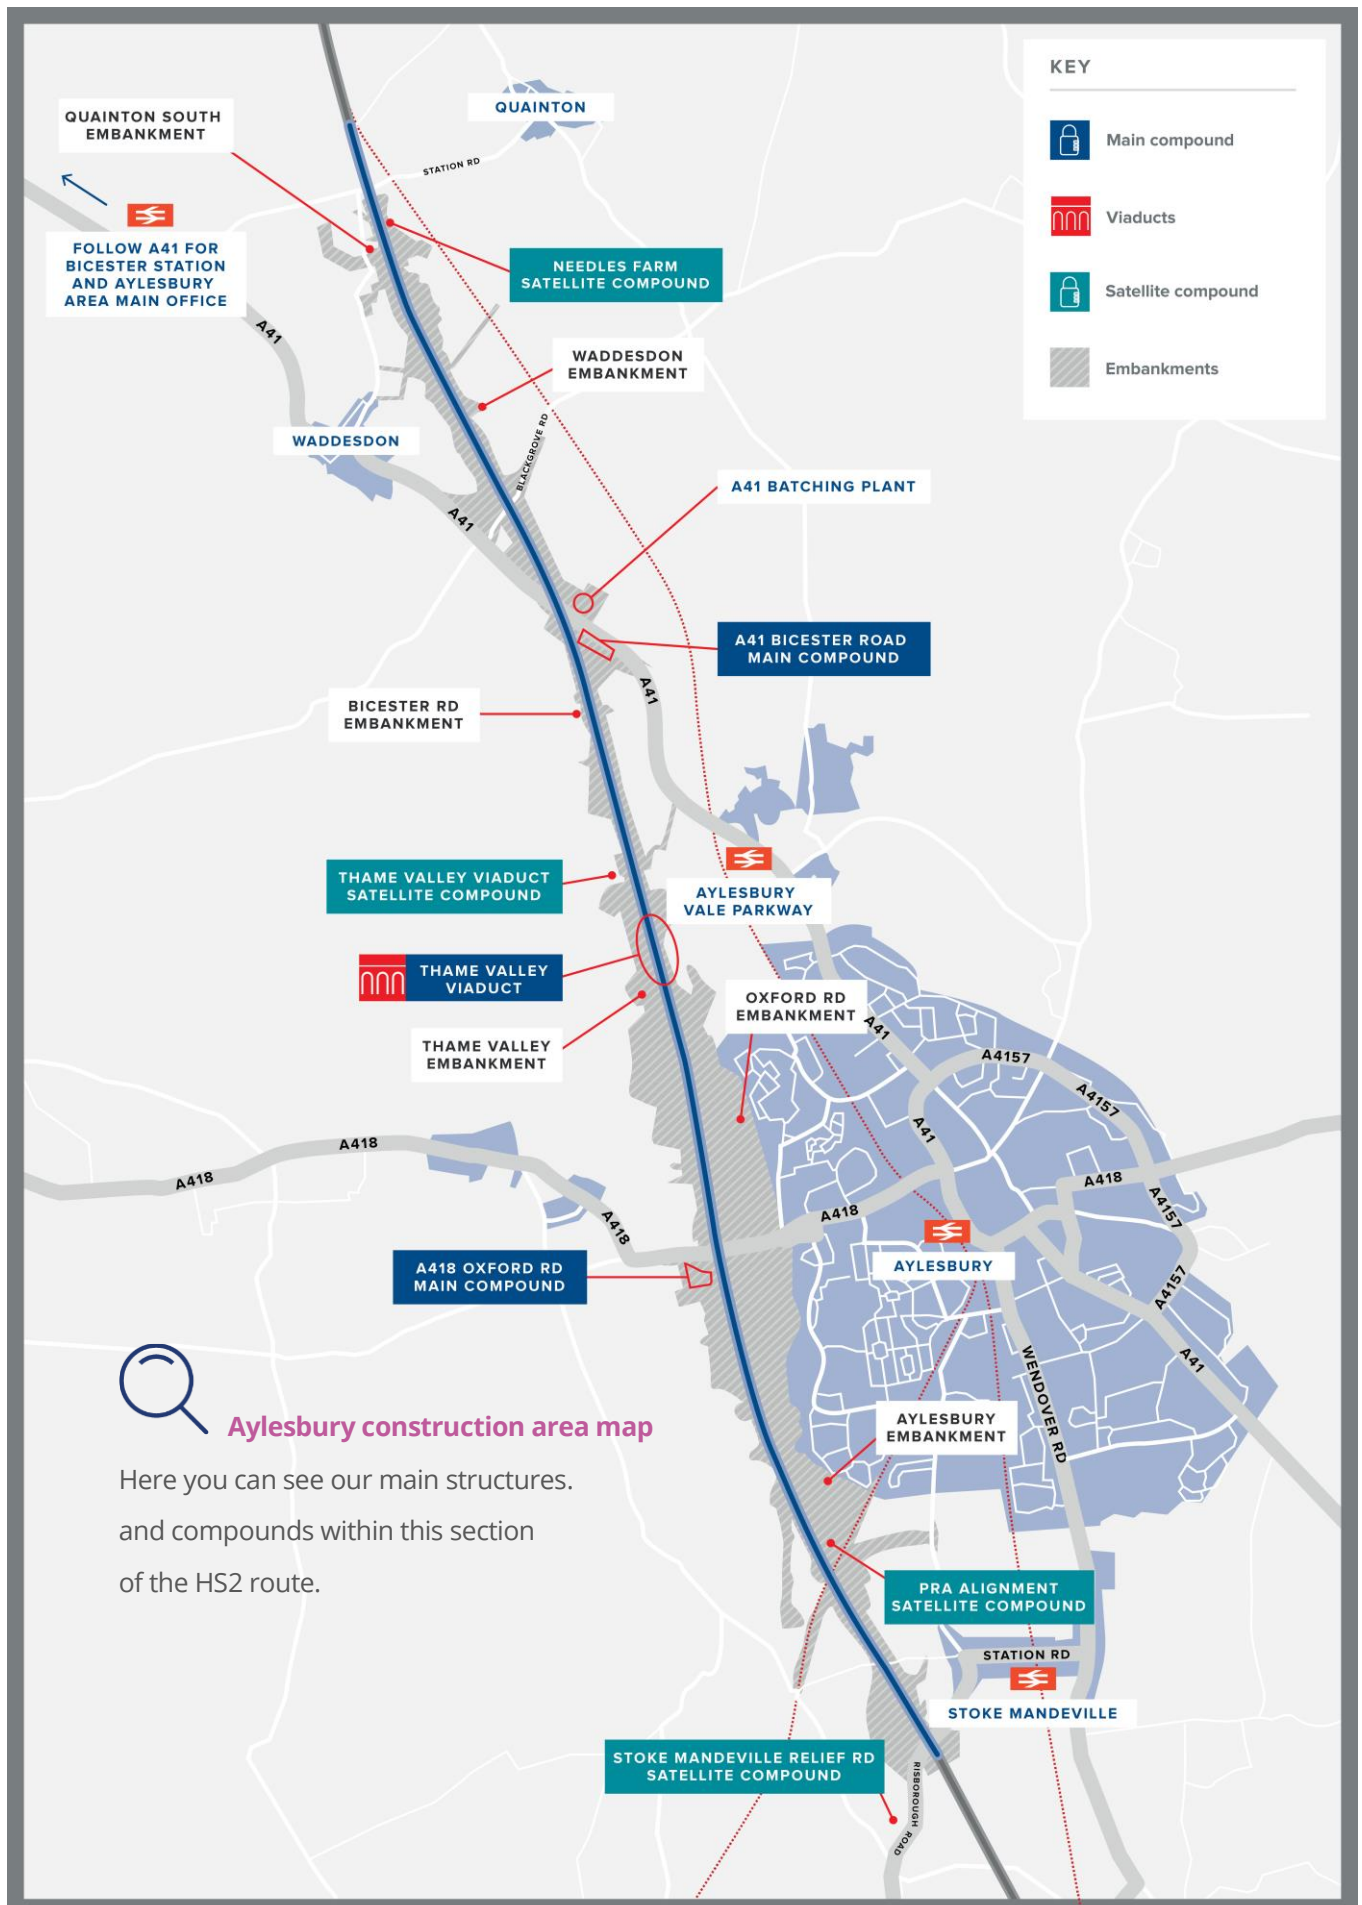 KEY
Main compound
Viaducts
Satellite compound
Embankments
QUAINTON
QUAINTON SOUTH
EMBANKMENT
STATION RD
FOLLOW A41 FOR
BICESTER STATION
AND AYLESBURY
AREA MAIN OFFICE
NEEDLES FARM
SATELLITE COMPOUND
A41
WADDESDON
EMBANKMENT
WADDESDON
BLACKGROVE RD
A41
A41 BATCHING PLANT
A41 BICESTER ROAD
MAIN COMPOUND
A41
BICESTER RD
EMBANKMENT
THAME VALLEY VIADUCT
SATELLITE COMPOUND
AYLESBURY
VALE PARKWAY
THAME VALLEY
VIADUCT
OXFORD RD
EMBANKMENT
A41
THAME VALLEY
EMBANKMENT
A4157
A4157
A41
A418
A418
A418
A4157
A418
A418
AYLESBURY
A418 OXFORD RD
MAIN COMPOUND
A4157
WENDOVER RD
A41
Aylesbury construction area map
Here you can see our main structures.
and compounds within this section
of the HS2 route.
AYLESBURY
EMBANKMENT
PRA ALIGNMENT
SATELLITE COMPOUND
STATION RD
STOKE MANDEVILLE
STOKE MANDEVILLE RELIEF RD
SATELLITE COMPOUND
RISBOROUGH ROAD